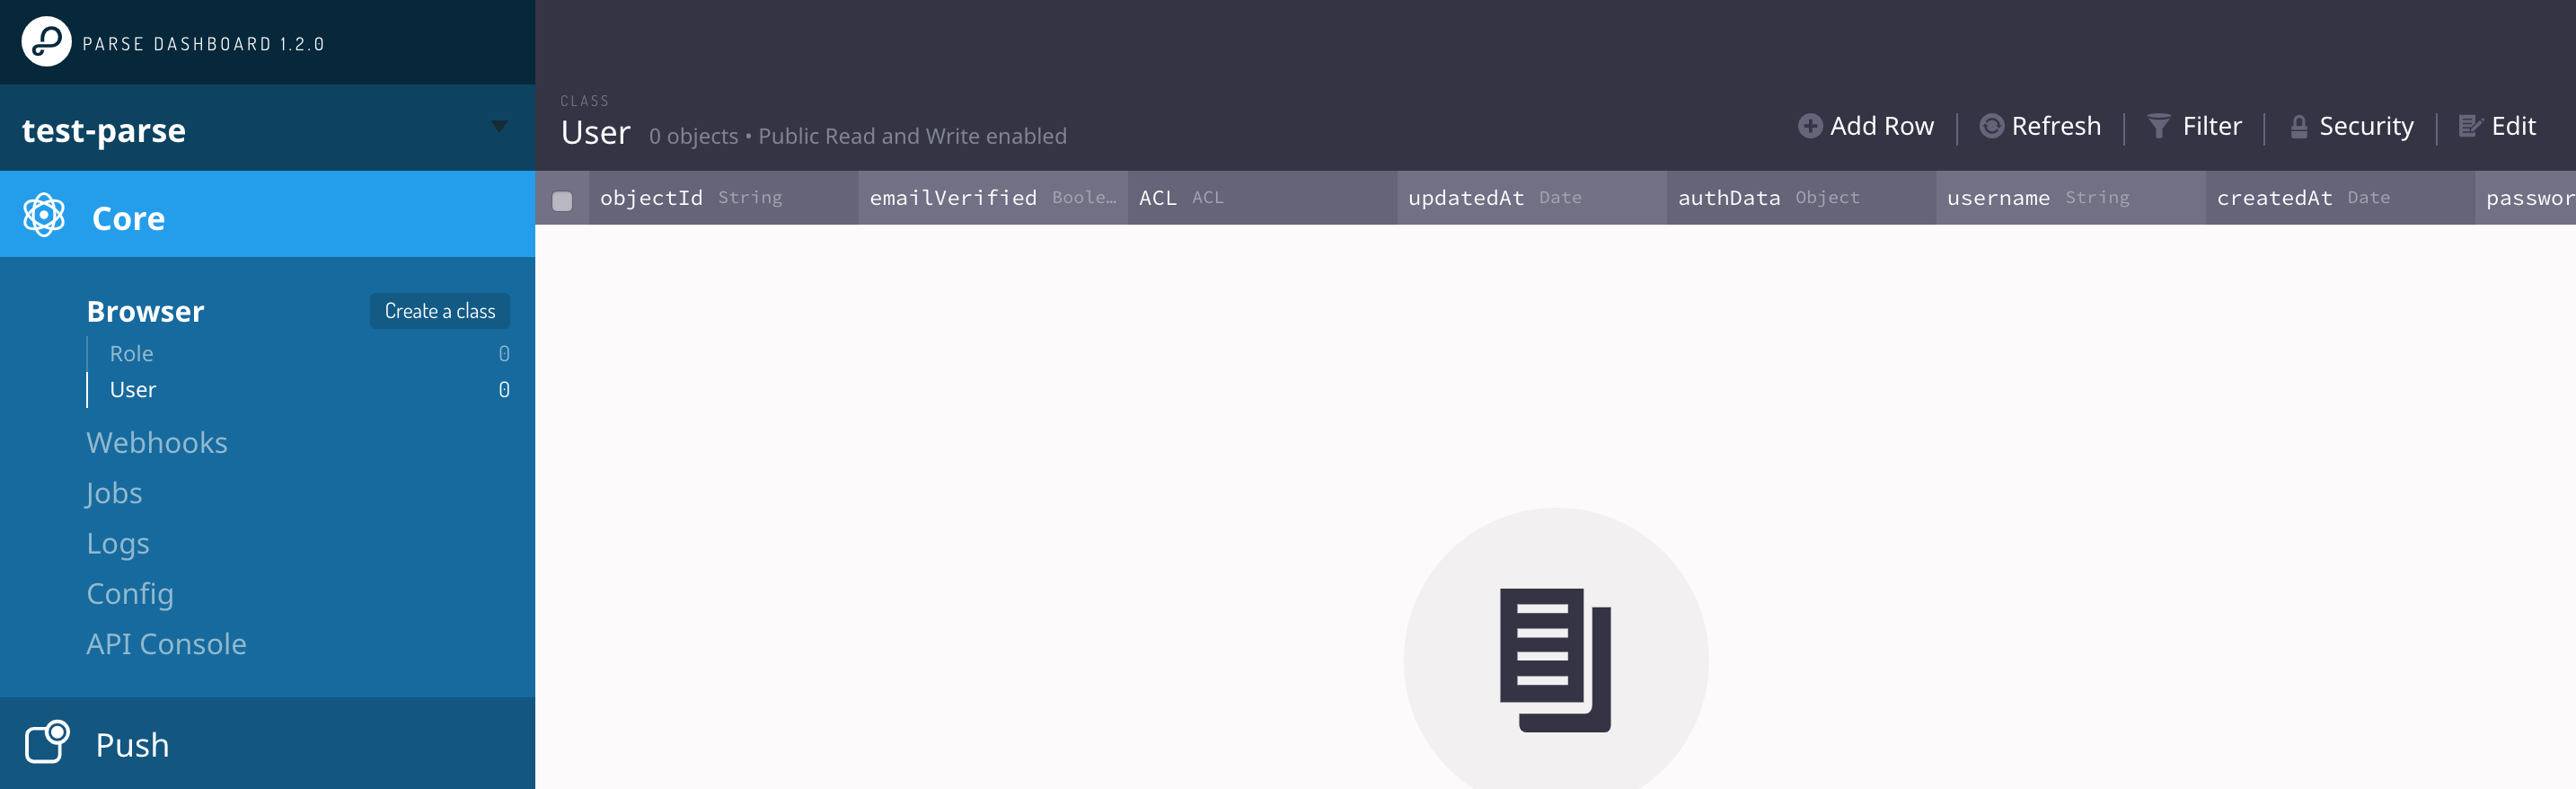 PARSE DASHBOARD 1.2.0
test-parse
Core
Browser Create a class
Role 0
User 0
Webhooks
Jobs
Logs
Config
API Console
Push
CLASS
User 0 objects • Public Read and Write enabled
Add Row Refresh Filter Security Edit
objectId String emailVerified Boole… ACL ACL updatedAt Date authData Object username String createdAt Date passwor